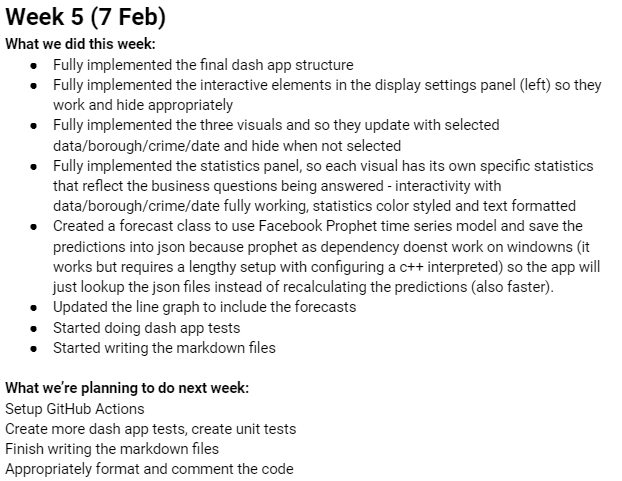 Week 5 (7 Feb)
What we did this week:
● Fully implemented the final dash app structure
● Fully implemented the interactive elements in the display settings panel (left) so they
work and hide appropriately
● Fully implemented the three visuals and so they update with selected
data/borough/crime/date and hide when not selected
● Fully implemented the statistics panel, so each visual has its own specific statistics
that reflect the business questions being answered - interactivity with
data/borough/crime/date fully working, statistics color styled and text formatted
● Created a forecast class to use Facebook Prophet time series model and save the
predictions into json because prophet as dependency doenst work on windowns (it
works but requires a lengthy setup with configuring a c++ interpreted) so the app will
just lookup the json files instead of recalculating the predictions (also faster).
● Updated the line graph to include the forecasts
● Started doing dash app tests
● Started writing the markdown files
What we're planning to do next week:
Setup GitHub Actions
Create more dash app tests, create unit tests
Finish writing the markdown files
Appropriately format and comment the code